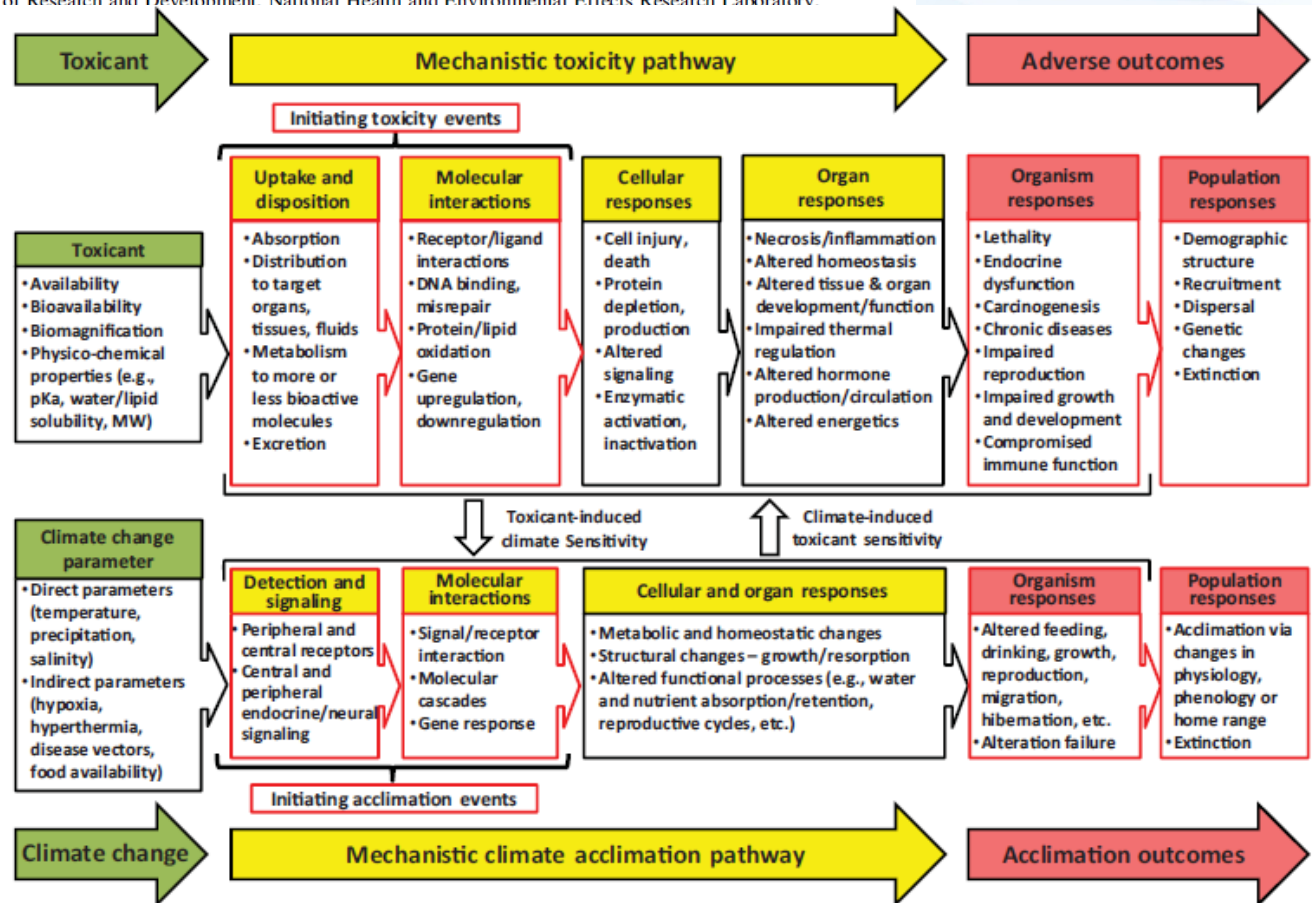 of Research and Development, National Health and Environmental Effects Research Laboratory,
Toxicant
Mechanistic toxicity pathway
Adverse outcomes
Initiating toxicity events
Toxicant
•Availability
•Bioavailability
•Biomagnification
•Physico-chemical
properties (e.g.,
pKa, water/lipid
solubility, MW)
Uptake and
disposition
•Absorption
•Distribution
to target
organs,
tissues, fluids
•Metabolism
to more or
less bioactive
molecules
•Excretion
Molecular
interactions
•Receptor/ligand
interactions
•DNA binding,
misrepair
•Protein/lipid
oxidation
•Gene
upregulation,
downregulation
Cellular
responses
•Cell injury,
death
•Protein
depletion,
production
•Altered
signaling
•Enzymatic
activation,
inactivation
Organ
responses
•Necrosis/inflammation
•Altered homeostasis
•Altered tissue & organ
development/function
•Impaired thermal
regulation
•Altered hormone
production/circulation
•Altered energetics
Organism
responses
•Lethality
•Endocrine
dysfunction
•Carcinogenesis
•Chronic diseases
•Impaired
reproduction
•Impaired growth
and development
•Compromised
immune function
Population
responses
•Demographic
structure
•Recruitment
•Dispersal
•Genetic
changes
•Extinction
Toxicant-induced
climate Sensitivity
Climate-induced
toxicant sensitivity
Climate change
parameter
•Direct parameters
(temperature,
precipitation,
salinity)
•Indirect parameters
(hypoxia,
hyperthermia,
disease vectors,
food availability)
Detection and
signaling
•Peripheral and
central receptors
•Central and
peripheral
endocrine/neural
signaling
Molecular
interactions
•Signal/receptor
interaction
•Molecular
cascades
•Gene response
Cellular and organ responses
•Metabolic and homeostatic changes
•Structural changes – growth/resorption
•Altered functional processes (e.g., water
and nutrient absorption/retention,
reproductive cycles, etc.)
Organism
responses
•Altered feeding,
drinking, growth,
reproduction,
migration,
hibernation, etc.
•Alteration failure
Population
responses
•Acclimation via
changes in
physiology,
phenology or
home range
•Extinction
Initiating acclimation events
Climate change
Mechanistic climate acclimation pathway
Acclimation outcomes